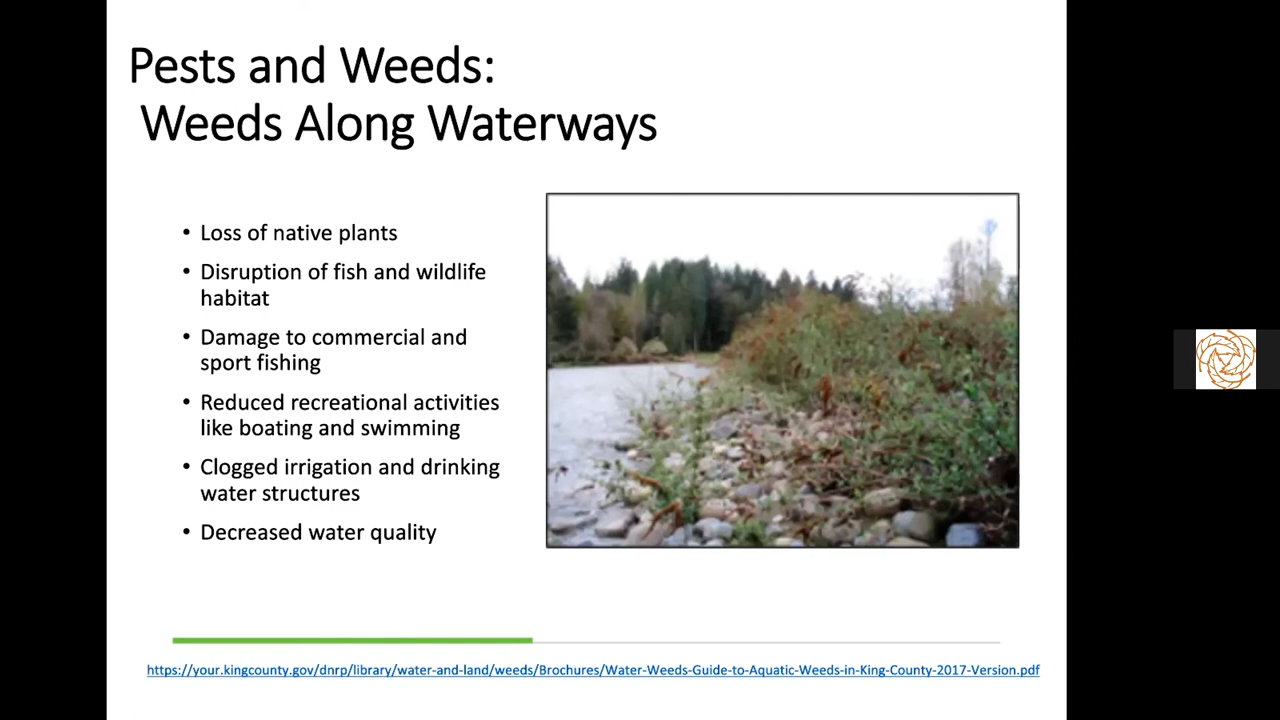 Pests and Weeds:
Weeds Along Waterways
• Loss of native plants
• Disruption of fish and wildlife
habitat
• Damage to commercial and
sport fishing
• Reduced recreational activities
like boating and swimming
• Clogged irrigation and drinking
water structures
• Decreased water quality
https://your.kingcounty.gov/dnrp/library/water-and-land/weeds/Brochures/Water-Weeds-Guide-to-Aquatic-Weeds-in-King-County-2017-Version.pdf